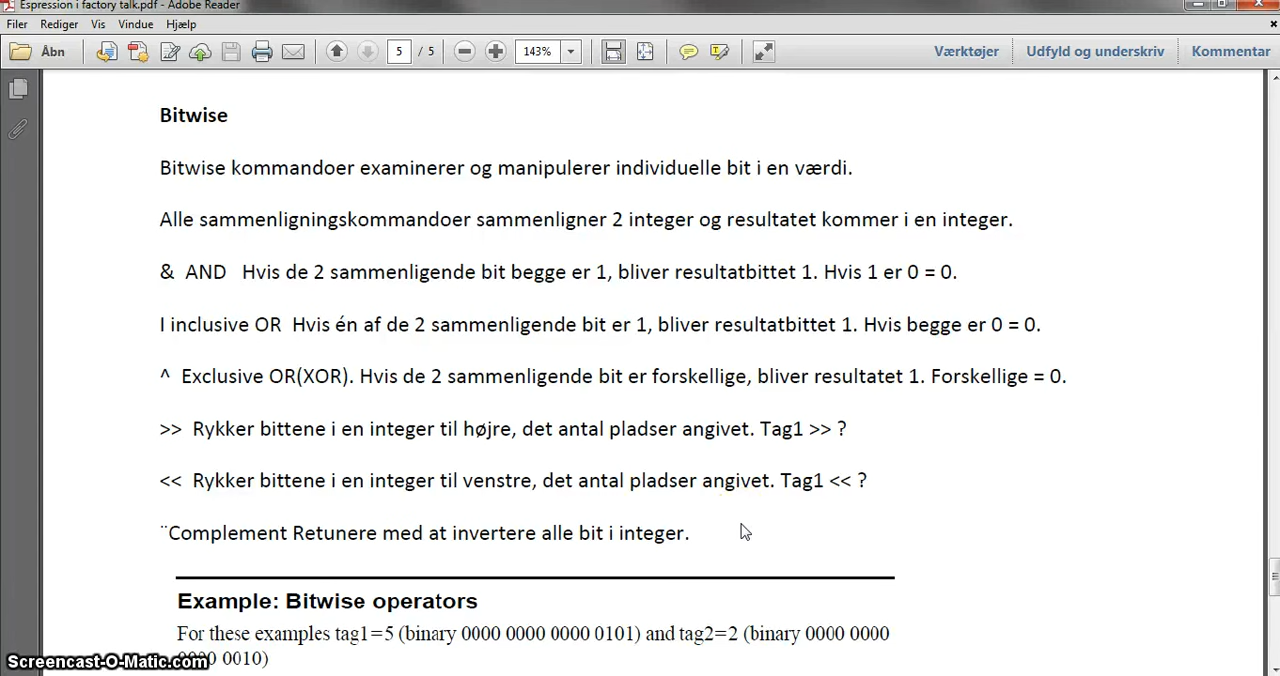 Espression i factory talk.pdf - Adobe Reader
Filer Rediger Vis Vindue Hjælp
Åbn 5 / 5 143% Værktøjer Udfyld og underskriv Kommentar
Bitwise
Bitwise kommandoer examinerer og manipulerer individuelle bit i en værdi.
Alle sammenligningskommandoer sammenligner 2 integer og resultatet kommer i en integer.
& AND Hvis de 2 sammenligende bit begge er 1, bliver resultatbittet 1. Hvis 1 er 0 = 0.
I inclusive OR Hvis én af de 2 sammenligende bit er 1, bliver resultatbittet 1. Hvis begge er 0 = 0.
^ Exclusive OR(XOR). Hvis de 2 sammenligende bit er forskellige, bliver resultatet 1. Forskellige = 0.
>> Rykker bittene i en integer til højre, det antal pladser angivet. Tag1 >> ?
<< Rykker bittene i en integer til venstre, det antal pladser angivet. Tag1 << ?
¨Complement Retunere med at invertere alle bit i integer.
Example: Bitwise operators
For these examples tag1=5 (binary 0000 0000 0000 0101) and tag2=2 (binary 0000 0000
0000 0010)
Screencast-O-Matic.com